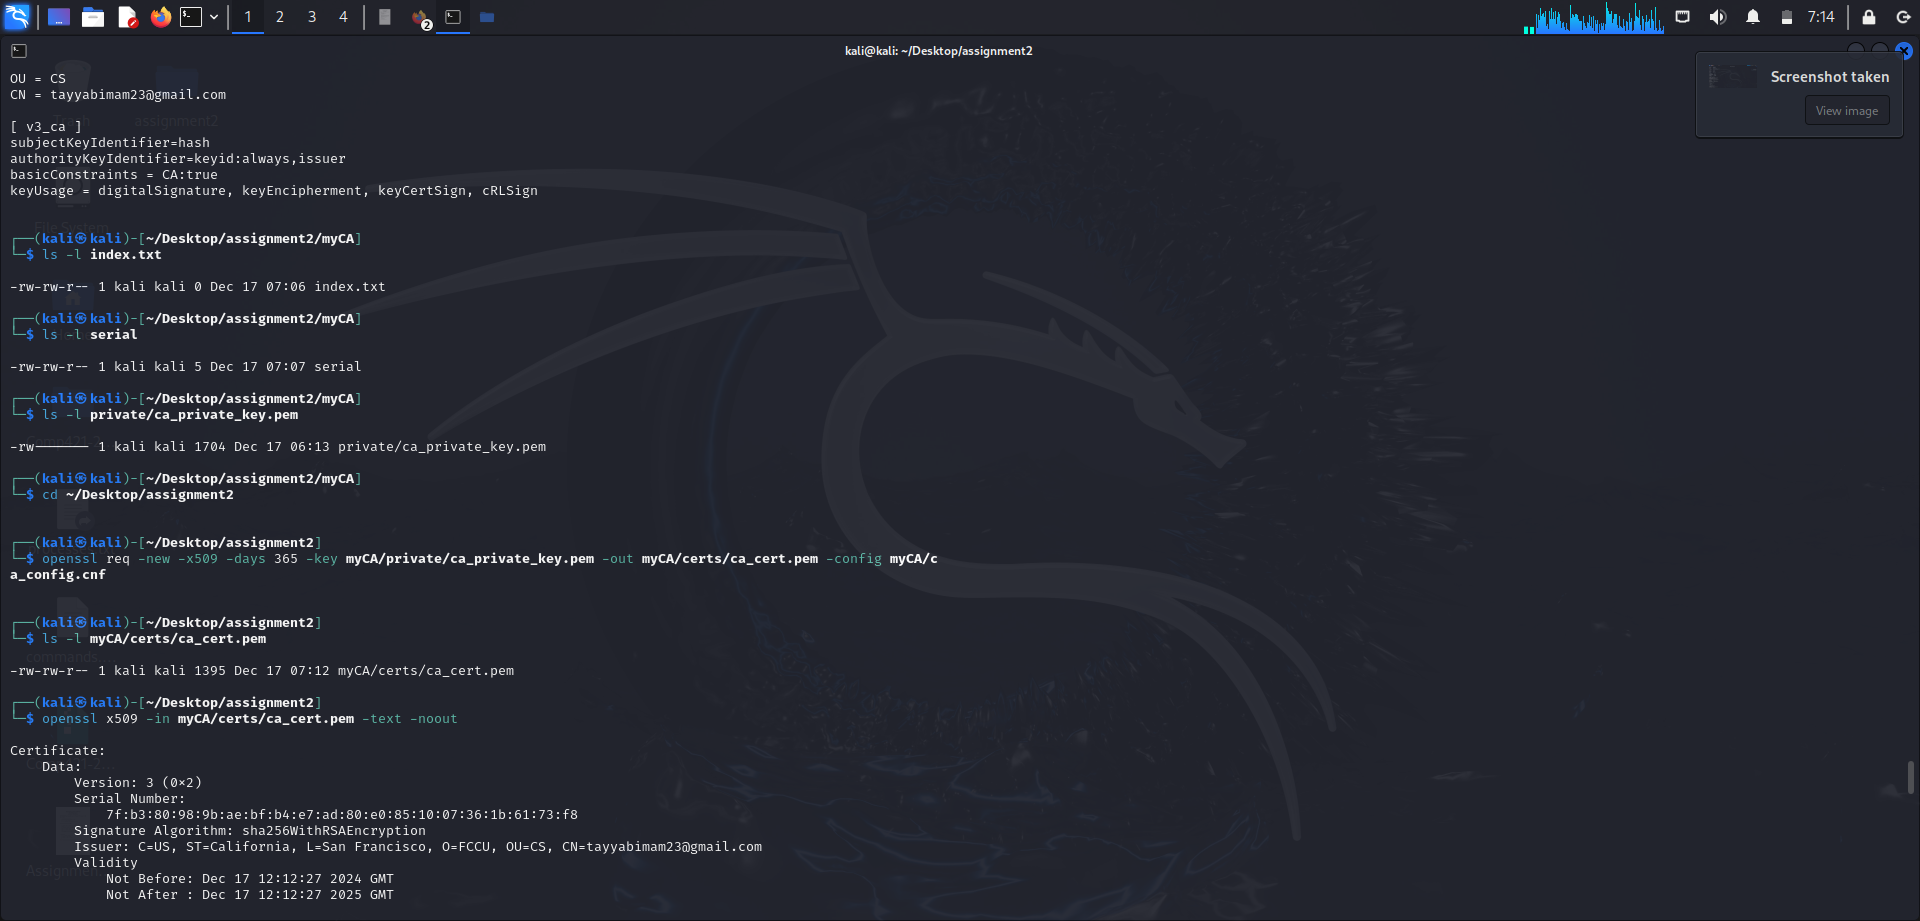 1 2 3 4
2
7:14
kali@kali: ~/Desktop/assignment2
Screenshot taken
View image
OU = CS
CN = tayyabimam23@gmail.com
assignment2
[ v3_ca ]
subjectKeyIdentifier=hash
authorityKeyIdentifier=keyid:always,issuer
basicConstraints = CA:true
keyUsage = digitalSignature, keyEncipherment, keyCertSign, cRLSign
File System
┌──(kali㉿kali)-[~/Desktop/assignment2/myCA]
└─$ ls -l index.txt
-rw-rw-r-- 1 kali kali 0 Dec 17 07:06 index.txt
┌──(kali㉿kali)-[~/Desktop/assignment2/myCA]
└─$ ls -l serial
-rw-rw-r-- 1 kali kali 5 Dec 17 07:07 serial
┌──(kali㉿kali)-[~/Desktop/assignment2/myCA]
└─$ ls -l private/ca_private_key.pem
-rw------- 1 kali kali 1704 Dec 17 06:13 private/ca_private_key.pem
┌──(kali㉿kali)-[~/Desktop/assignment2/myCA]
└─$ cd ~/Desktop/assignment2
┌──(kali㉿kali)-[~/Desktop/assignment2]
└─$ openssl req -new -x509 -days 365 -key myCA/private/ca_private_key.pem -out myCA/certs/ca_cert.pem -config myCA/c
a_config.cnf
┌──(kali㉿kali)-[~/Desktop/assignment2]
└─$ ls -l myCA/certs/ca_cert.pem
commands....
-rw-rw-r-- 1 kali kali 1395 Dec 17 07:12 myCA/certs/ca_cert.pem
┌──(kali㉿kali)-[~/Desktop/assignment2]
└─$ openssl x509 -in myCA/certs/ca_cert.pem -text -noout
Certificate:
Data:
Version: 3 (0×2)
Serial Number:
7f:b3:80:98:9b:ae:bf:b4:e7:ad:80:e0:85:10:07:36:1b:61:73:f8
Signature Algorithm: sha256WithRSAEncryption
Issuer: C=US, ST=California, L=San Francisco, O=FCCU, OU=CS, CN=tayyabimam23@gmail.com
Validity
Not Before: Dec 17 12:12:27 2024 GMT
Not After : Dec 17 12:12:27 2025 GMT